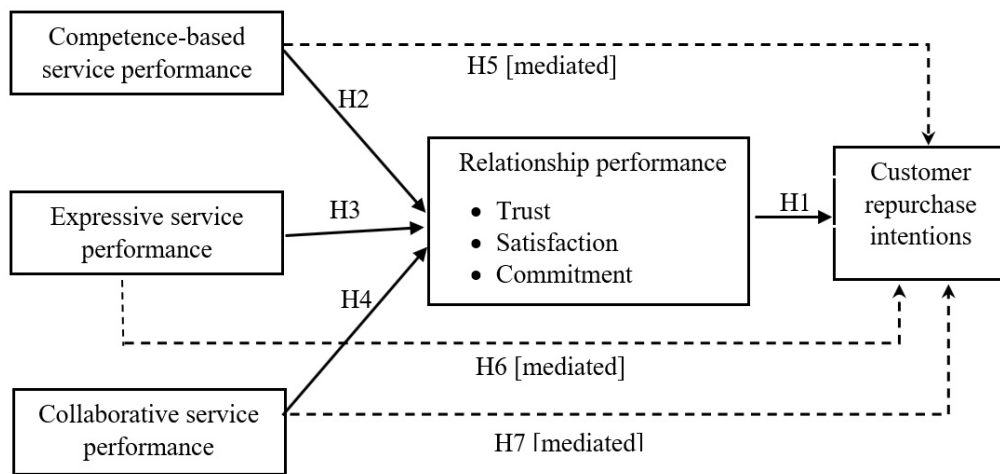 Competence-based
service performance
H5 [mediated]
H2
Relationship performance
• Trust
• Satisfaction
• Commitment
Customer
repurchase
intentions
H1
Expressive service
performance
H3
H4
H6 [mediated]
Collaborative service
performance
H7 [mediated]